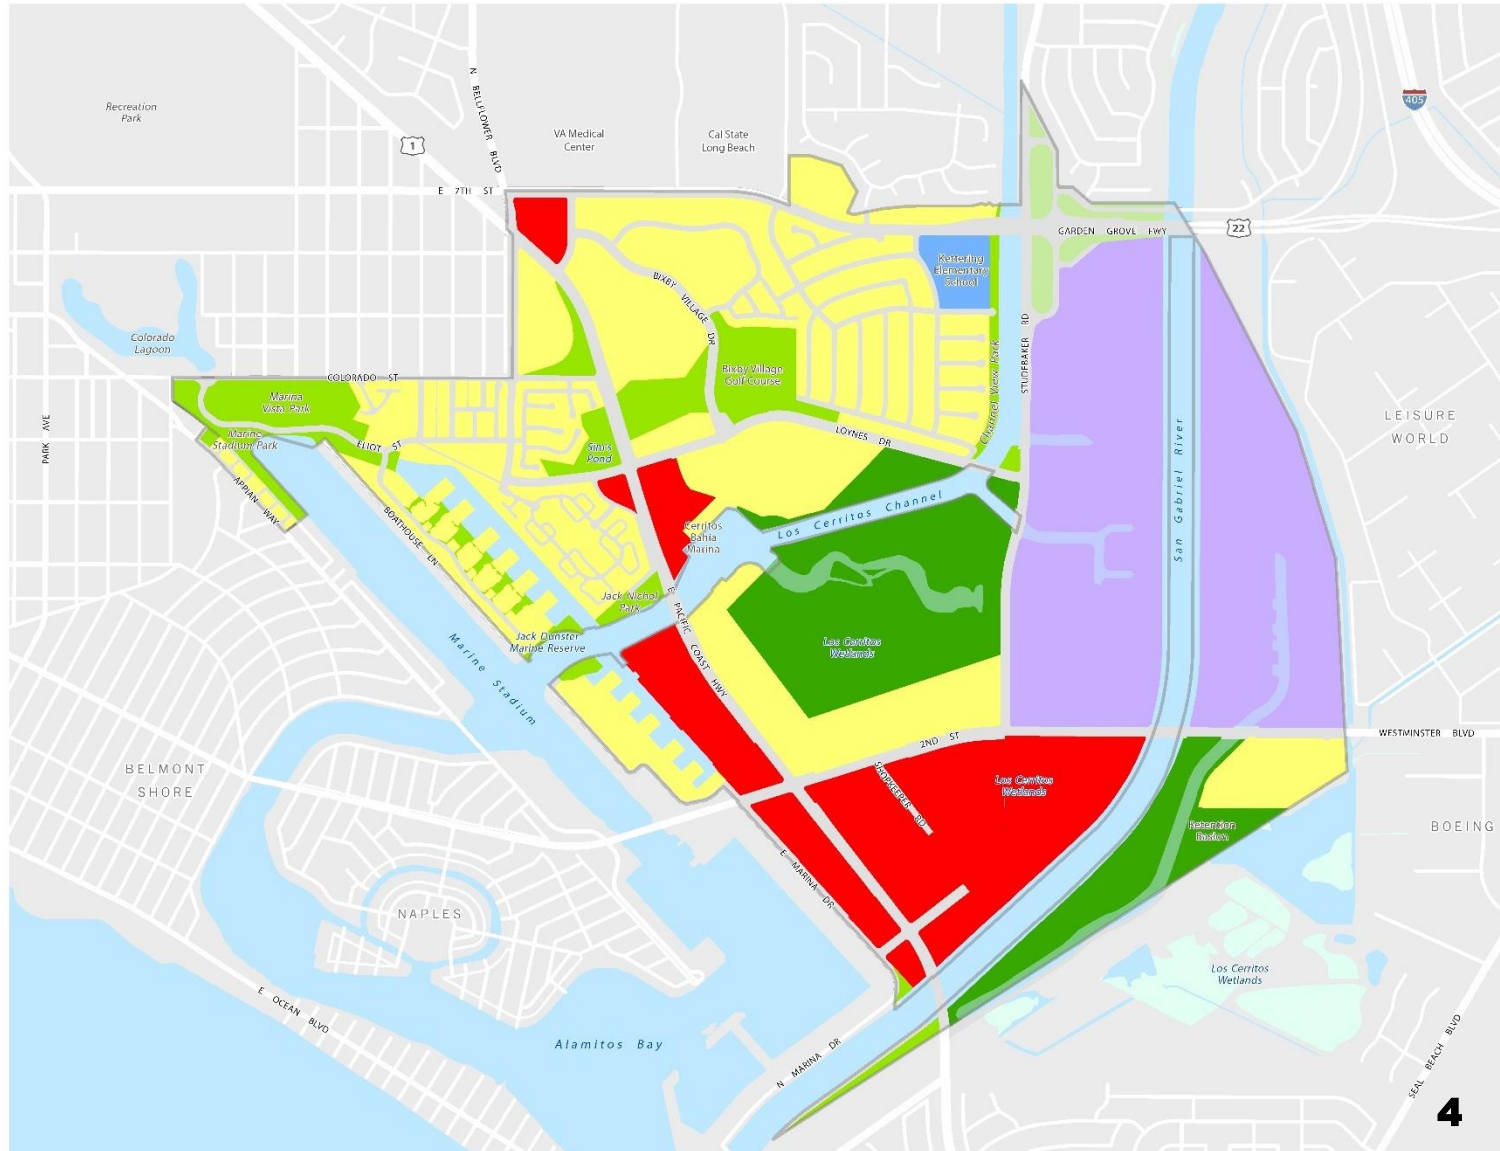 Recreation
Park
N BELLFLOWER BLVD
1
VA Medical
Center
Cal State
Long Beach
405
E 7TH ST
22
GARDEN GROVE FWY
Kettering
Elementary
School
BIXBY VILLAGE DR
STUDEBAKER RD
Colorado
Lagoon
COLORADO ST
Bixby Village
Golf Course
Channel View Park
Marina
Vista Park
LEISURE
WORLD
PARK AVE
Marine
Stadium Park
ELIOT ST
Sims
Pond
LOYNES DR
APPIAN WAY
BOATHOUSE LN
Los Cerritos Channel
San Gabriel River
Cerritos
Bahia
Marina
Jack Nichol
Park
E PACIFIC COAST HWY
Jack Dunster
Marine Reserve
Los Cerritos
Wetlands
Marine Stadium
2ND ST
WESTMINSTER BLVD
BELMONT
SHORE
SHOPKEEPER RD
Los Cerritos
Wetlands
Retention
Basin
BOEING
E MARINA DR
NAPLES
Los Cerritos
Wetlands
E OCEAN BLVD
Alamitos Bay
N MARINA DR
SEAL BEACH BLVD
4